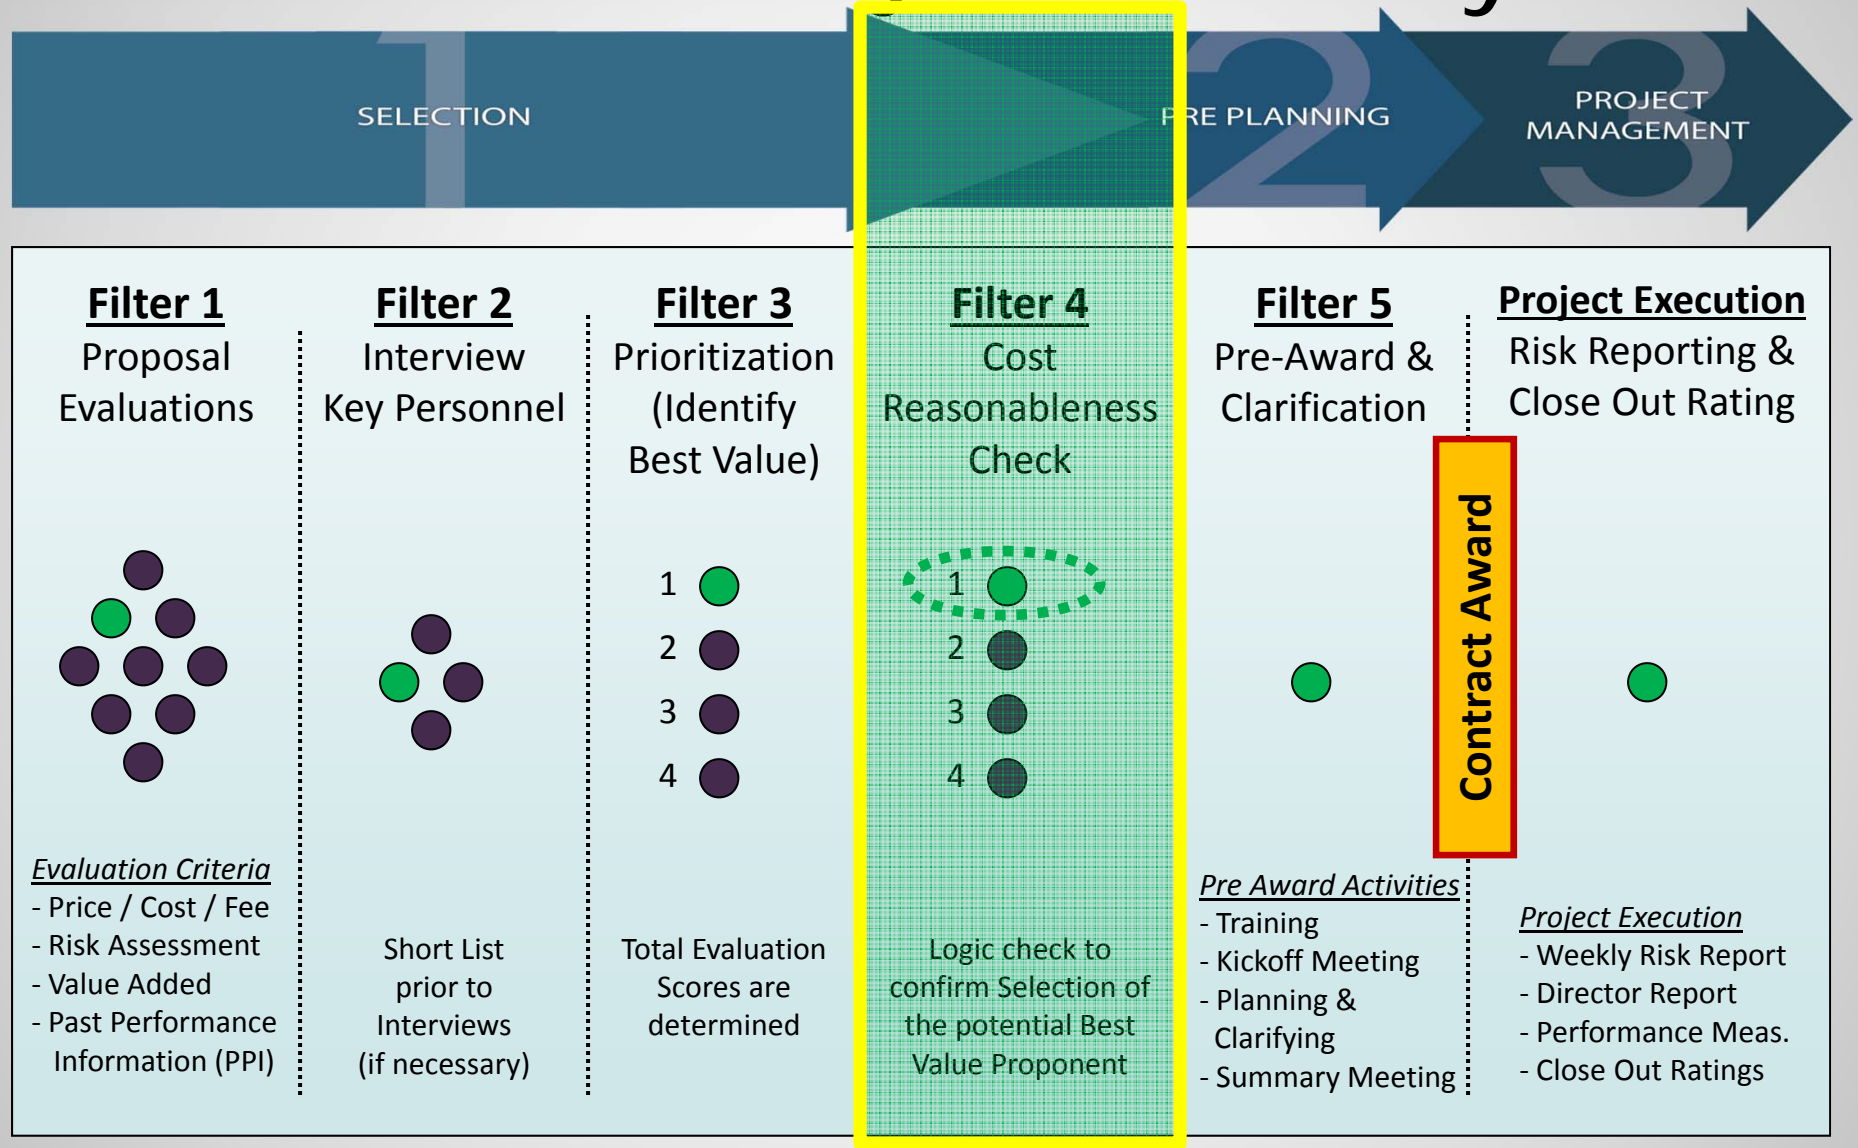 1
SELECTION
2
PRE PLANNING
3
PROJECT
MANAGEMENT
Filter 1
Proposal
Evaluations
Evaluation Criteria
- Price / Cost / Fee
- Risk Assessment
- Value Added
- Past Performance
Information (PPI)
Filter 2
Interview
Key Personnel
Short List
prior to
Interviews
(if necessary)
Filter 3
Prioritization
(Identify
Best Value)
1
2
3
4
Total Evaluation
Scores are
determined
Filter 4
Cost
Reasonableness
Check
1
2
3
4
Logic check to
confirm Selection of
the potential Best
Value Proponent
Filter 5
Pre-Award &
Clarification
Pre Award Activities
- Training
- Kickoff Meeting
- Planning &
Clarifying
- Summary Meeting
Contract Award
Project Execution
Risk Reporting &
Close Out Rating
Project Execution
- Weekly Risk Report
- Director Report
- Performance Meas.
- Close Out Ratings